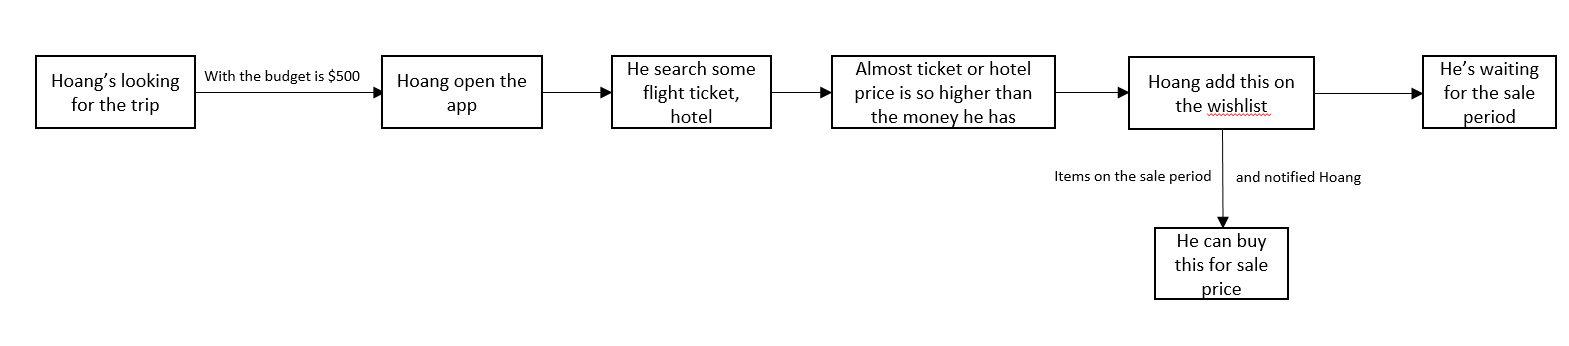 Hoang's looking
for the trip
With the budget is $500
Hoang open the
app
He search some
flight ticket,
hotel
Almost ticket or hotel
price is so higher than
the money he has
Hoang add this on
the wishlist
He's waiting
for the sale
period
Items on the sale period
and notified Hoang
He can buy
this for sale
price